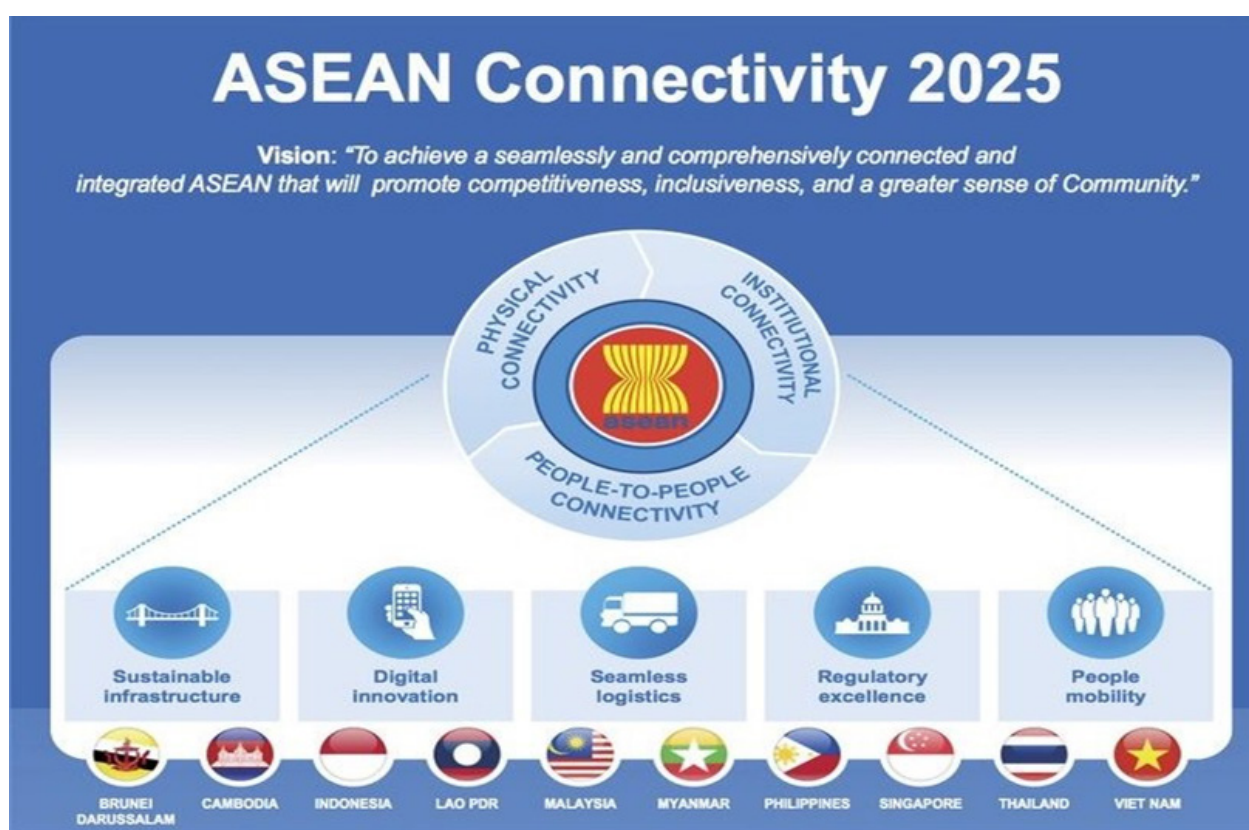 ASEAN Connectivity 2025
Vision: “To achieve a seamlessly and comprehensively connected and
integrated ASEAN that will promote competitiveness, inclusiveness, and a greater sense of Community.”
PHYSICAL
CONNECTIVITY
INSTITIUTIONAL
CONNECTIVITY
asean
PEOPLE-TO-PEOPLE
CONNECTIVITY
Sustainable
infrastructure
Digital
innovation
Seamless
logistics
Regulatory
excellence
People
mobility
BRUNEI
DARUSSALAM
CAMBODIA
INDONESIA
LAO PDR
MALAYSIA
MYANMAR
PHILIPPINES
SINGAPORE
THAILAND
VIET NAM